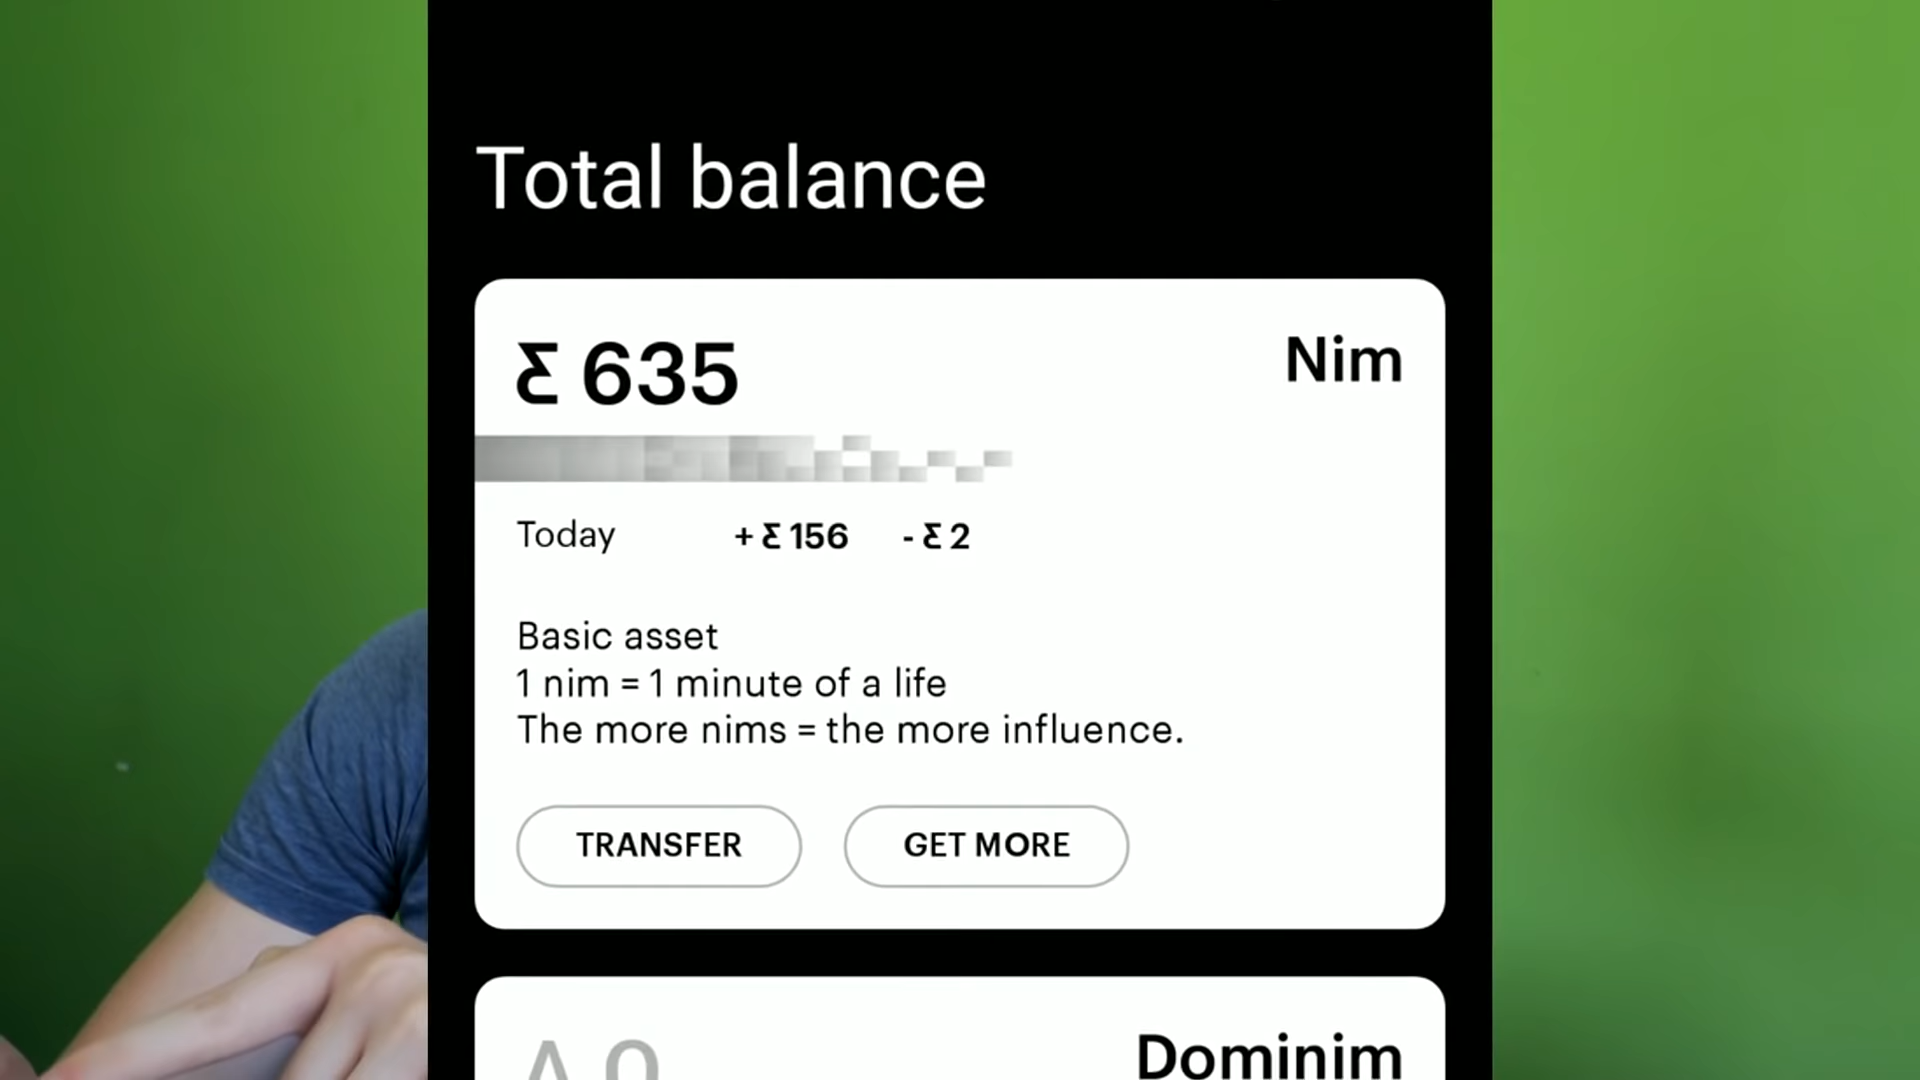 Total balance
Ƹ 635
Nim
Today + Ƹ 156 - Ƹ 2
Basic asset
1 nim = 1 minute of a life
The more nims = the more influence.
TRANSFER GET MORE
Dominim